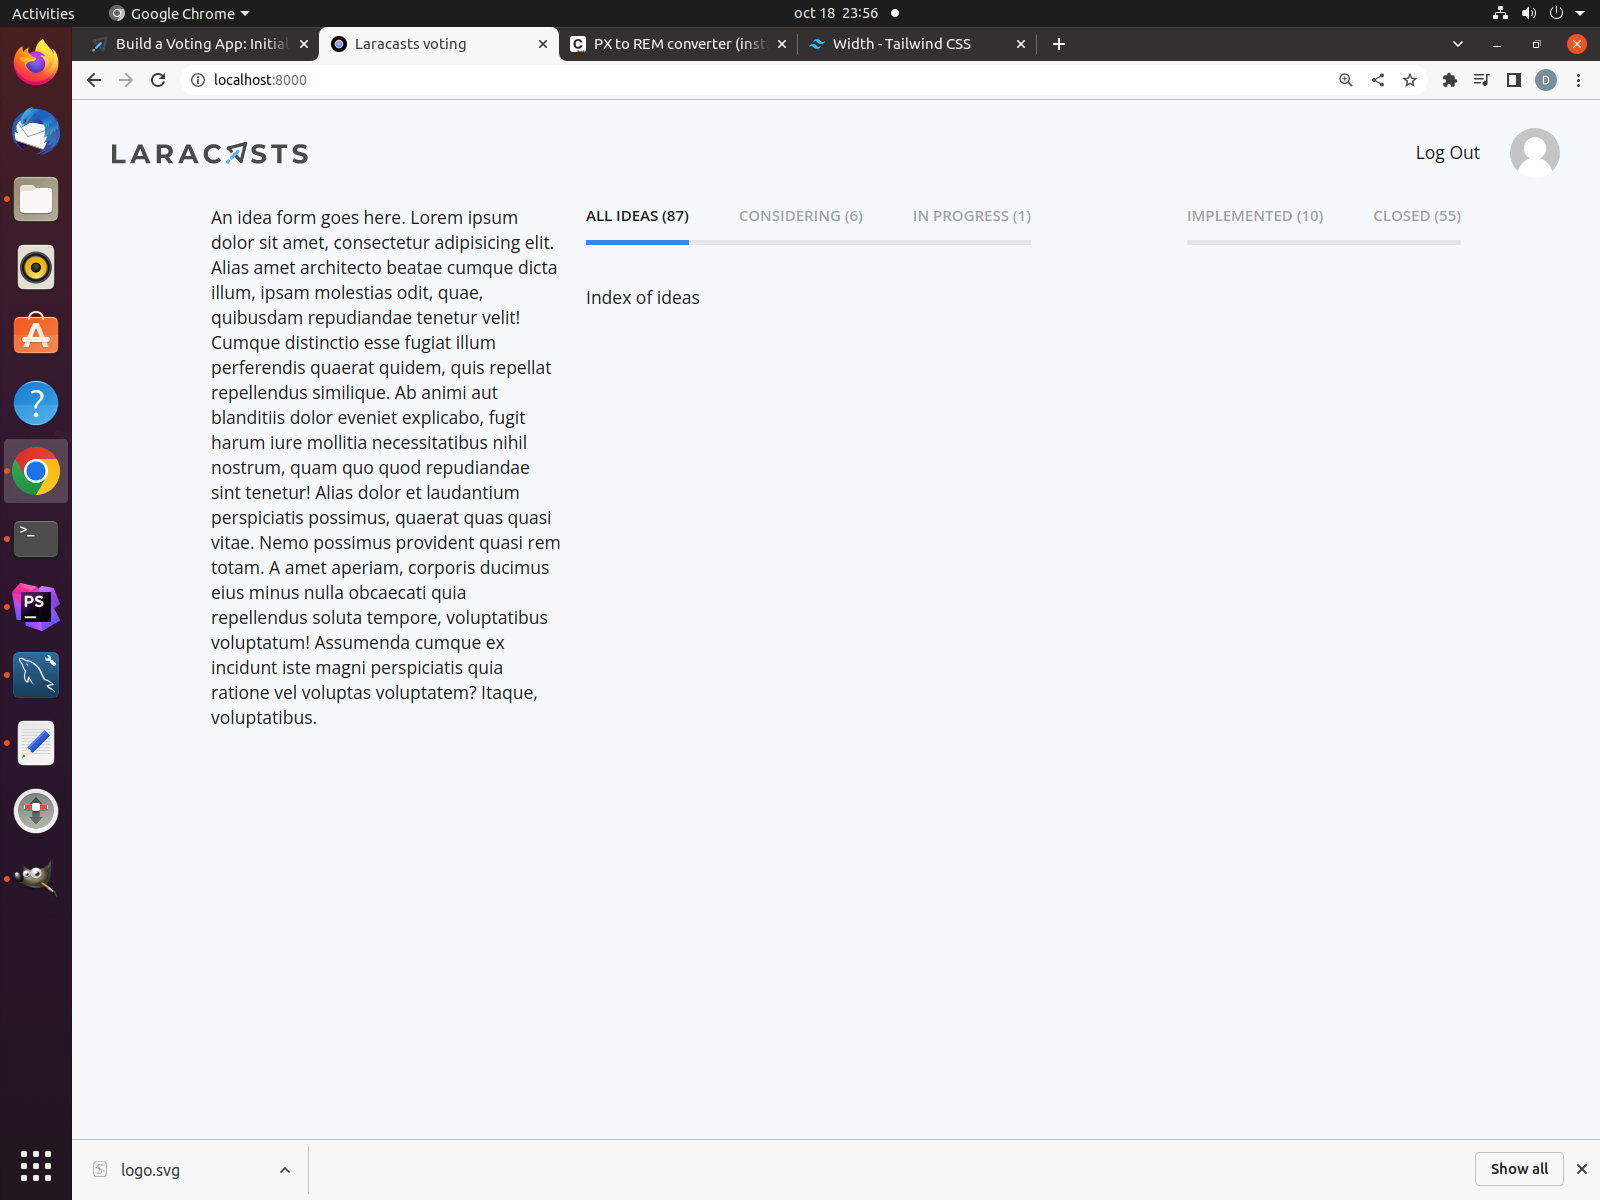 Activities
Google Chrome
oct 18 23:56
Build a Voting App: Initial
Laracasts voting
PX to REM converter (inst
Width - Tailwind CSS
localhost:8000
D
LARACASTS
Log Out
An idea form goes here. Lorem ipsum
dolor sit amet, consectetur adipisicing elit.
Alias amet architecto beatae cumque dicta
illum, ipsam molestias odit, quae,
quibusdam repudiandae tenetur velit!
Cumque distinctio esse fugiat illum
perferendis quaerat quidem, quis repellat
repellendus similique. Ab animi aut
blanditiis dolor eveniet explicabo, fugit
harum iure mollitia necessitatibus nihil
nostrum, quam quo quod repudiandae
sint tenetur! Alias dolor et laudantium
perspiciatis possimus, quaerat quas quasi
vitae. Nemo possimus provident quasi rem
totam. A amet aperiam, corporis ducimus
eius minus nulla obcaecati quia
repellendus soluta tempore, voluptatibus
voluptatum! Assumenda cumque ex
incidunt iste magni perspiciatis quia
ratione vel voluptas voluptatem? Itaque,
voluptatibus.
ALL IDEAS (87)
CONSIDERING (6)
IN PROGRESS (1)
IMPLEMENTED (10)
CLOSED (55)
Index of ideas
PS
logo.svg
Show all